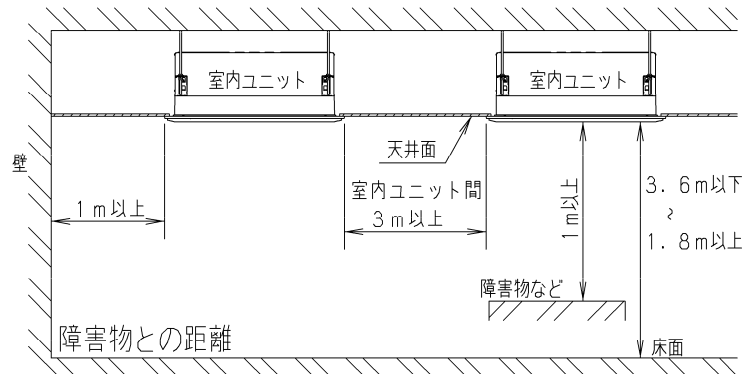 室内ユニット
室内ユニット
天井面
壁
1m以上
室内ユニット間
3m以上
1m以上
3.6m以下
~
1.8m以上
障害物など
障害物との距離
床面